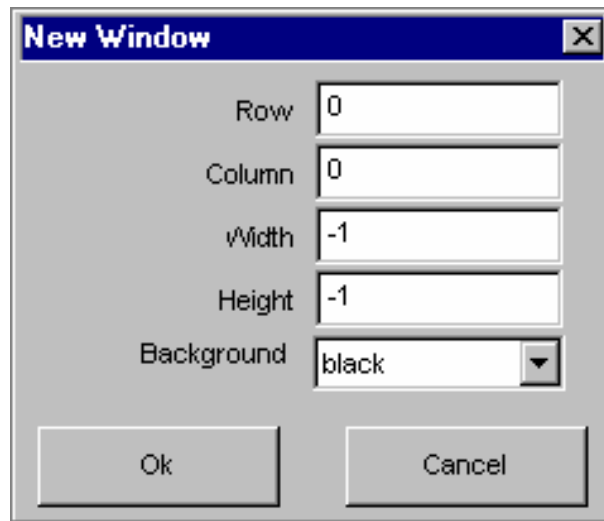 New Window
Row 0
Column 0
Width -1
Height -1
Background black
Ok Cancel